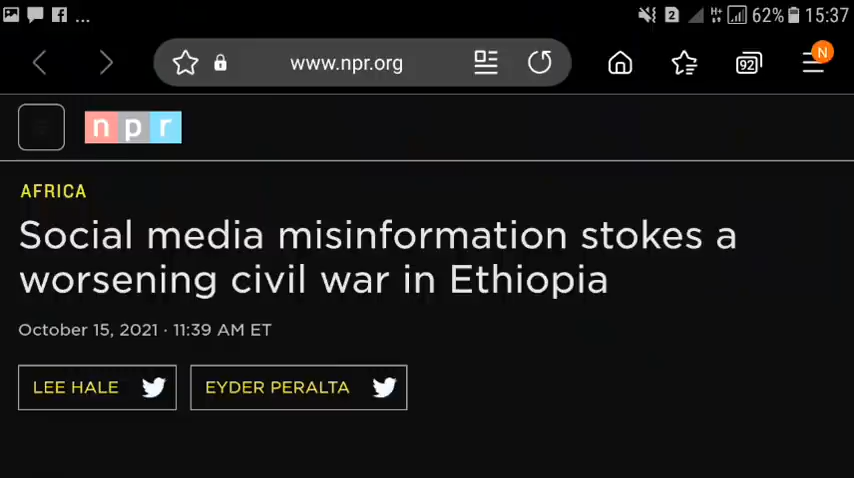 ... 2 H+ 62% 15:37
www.npr.org 92 N
npr
AFRICA
Social media misinformation stokes a
worsening civil war in Ethiopia
October 15, 2021 · 11:39 AM ET
LEE HALE EYDER PERALTA